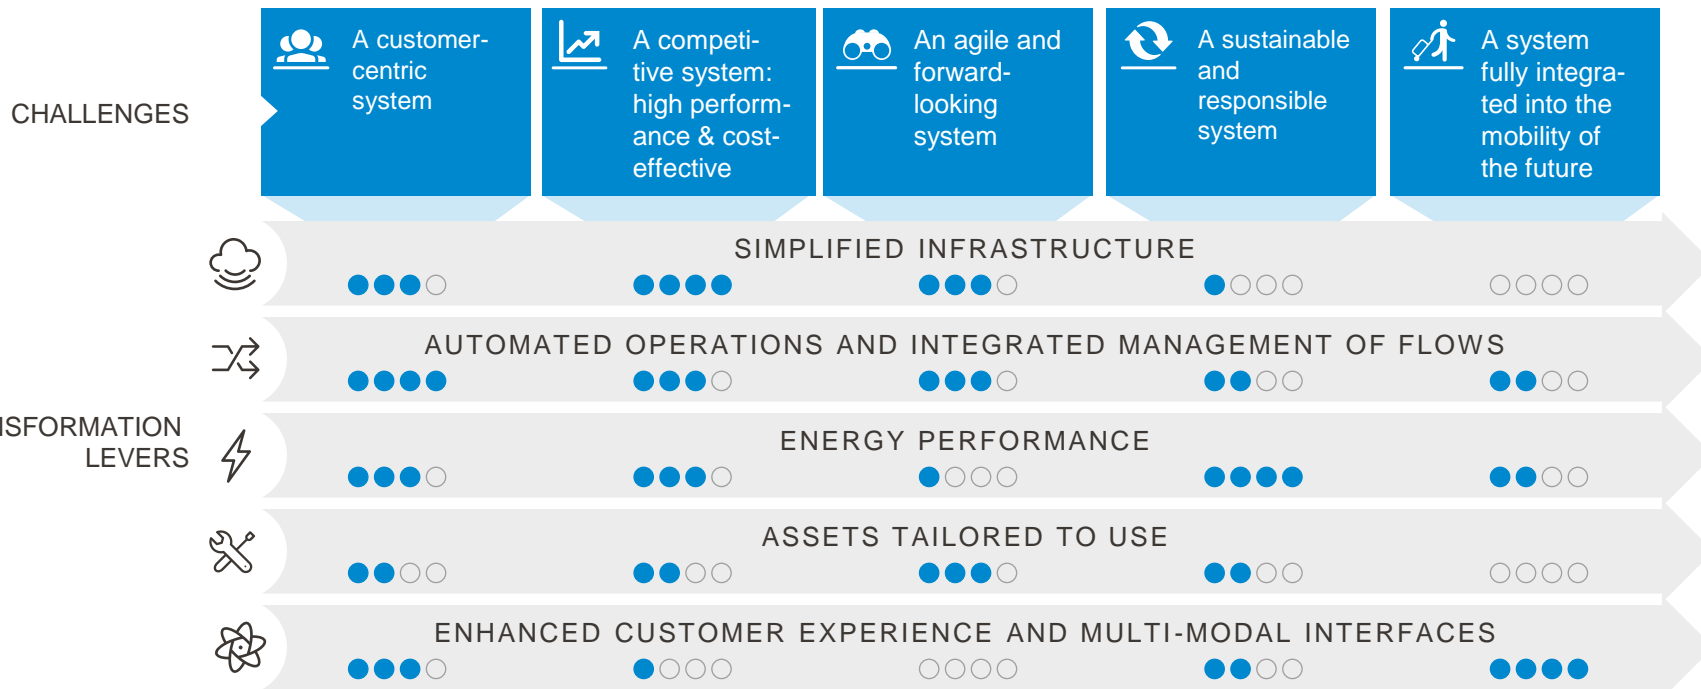 CHALLENGES
A customer-
centric
system
A competi-
tive system:
high perform-
ance & cost-
effective
An agile and
forward-
looking
system
A sustainable
and
responsible
system
A system
fully integra-
ted into the
mobility of
the future
SIMPLIFIED INFRASTRUCTURE
AUTOMATED OPERATIONS AND INTEGRATED MANAGEMENT OF FLOWS
NSFORMATION
LEVERS
ENERGY PERFORMANCE
ASSETS TAILORED TO USE
ENHANCED CUSTOMER EXPERIENCE AND MULTI-MODAL INTERFACES